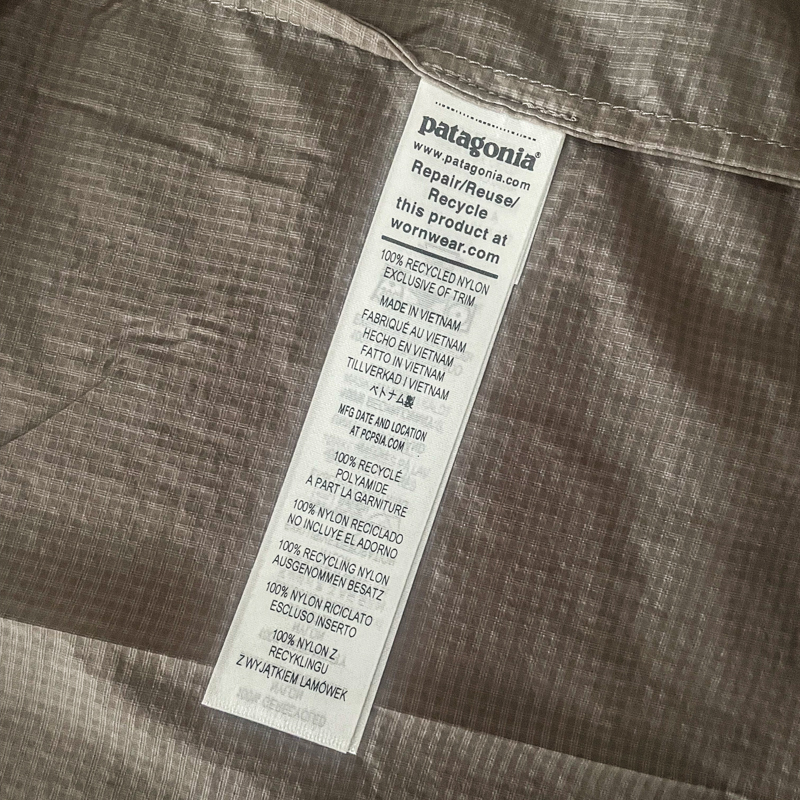 patagonia®
www.patagonia.com
Repair/Reuse/
Recycle
this product at
wornwear.com
100% RECYCLED NYLON
EXCLUSIVE OF TRIM
MADE IN VIETNAM
FABRIQUÉ AU VIETNAM
HECHO EN VIETNAM
FATTO IN VIETNAM
TILLVERKAD I VIETNAM
ベトナム製
MFG DATE AND LOCATION
AT PCPSIA.COM
100% RECYCLÉ
POLYAMIDE
À PART LA GARNITURE
100% NYLON RECICLADO
NO INCLUYE EL ADORNO
100% RECYCLING NYLON
AUSGENOMMEN BESATZ
100% NYLON RICICLATO
ESCLUSO INSERTO
100% NYLON Z
RECYKLINGU
Z WYJĄTKIEM LAMÓWEK